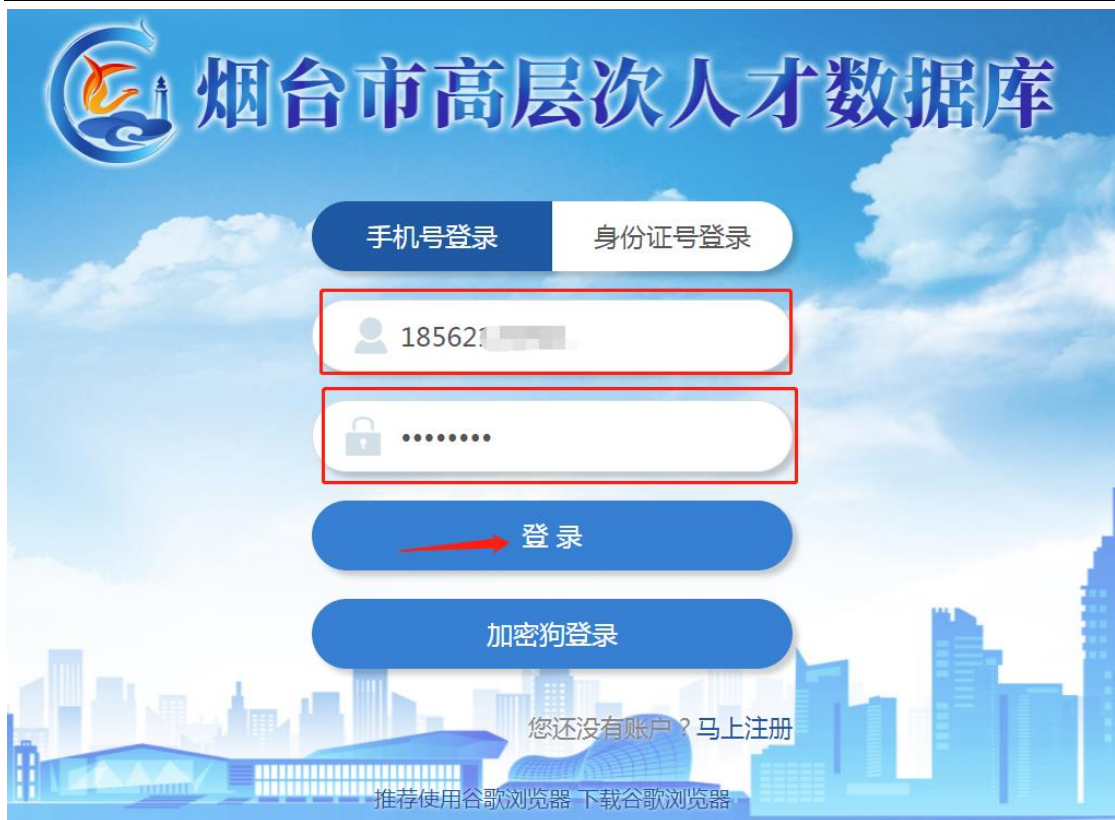 烟台市高层次人才数据库
手机号登录 身份证号登录
18562
••••••••
登录
加密狗登录
您还没有账户？马上注册
推荐使用谷歌浏览器 下载谷歌浏览器